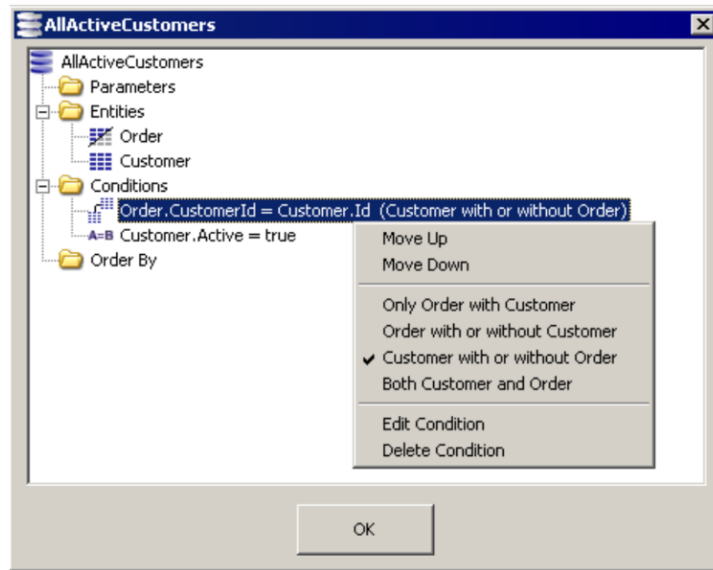 AllActiveCustomers
AllActiveCustomers
Parameters
Entities
Order
Customer
Conditions
Order.CustomerId = Customer.Id (Customer with or without Order)
A=B Customer.Active = true
Order By
Move Up
Move Down
Only Order with Customer
Order with or without Customer
Customer with or without Order
Both Customer and Order
Edit Condition
Delete Condition
OK